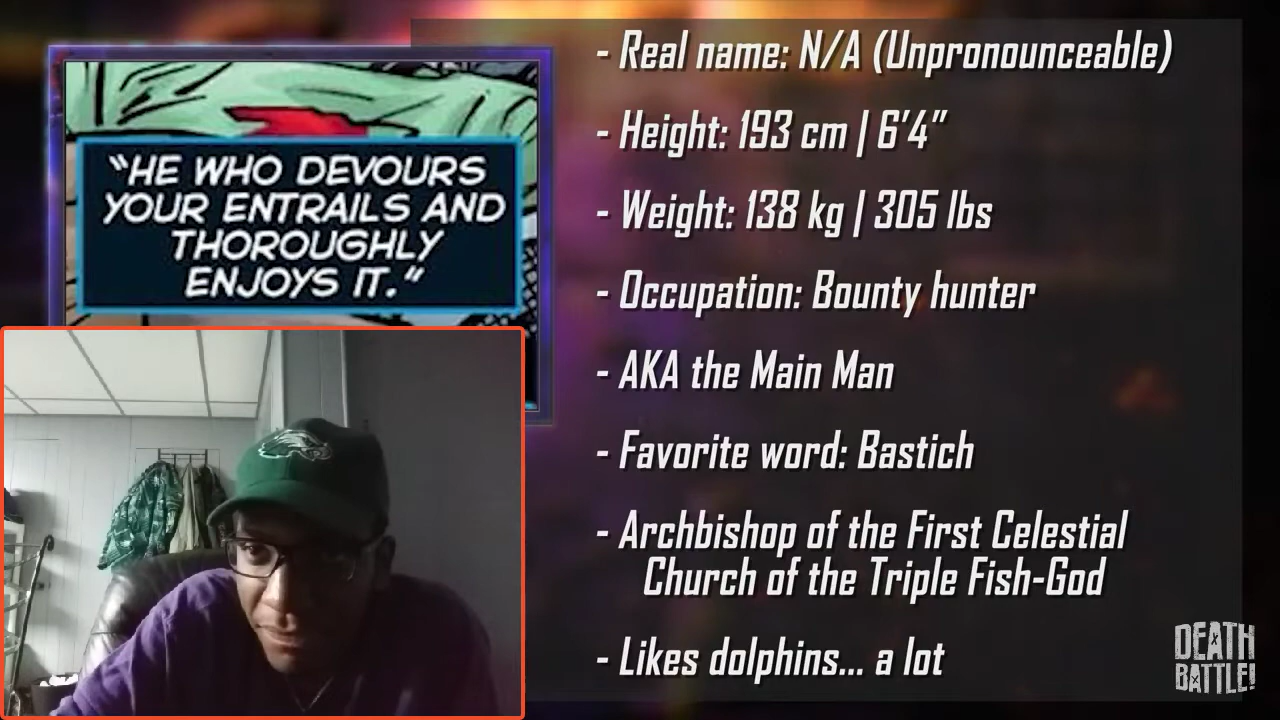 "HE WHO DEVOURS
YOUR ENTRAILS AND
THOROUGHLY
ENJOYS IT."
- Real name: N/A (Unpronounceable)
- Height: 193 cm | 6'4"
- Weight: 138 kg | 305 lbs
- Occupation: Bounty hunter
- AKA the Main Man
- Favorite word: Bastich
- Archbishop of the First Celestial
Church of the Triple Fish-God
- Likes dolphins... a lot
DEATH
BATTLE!